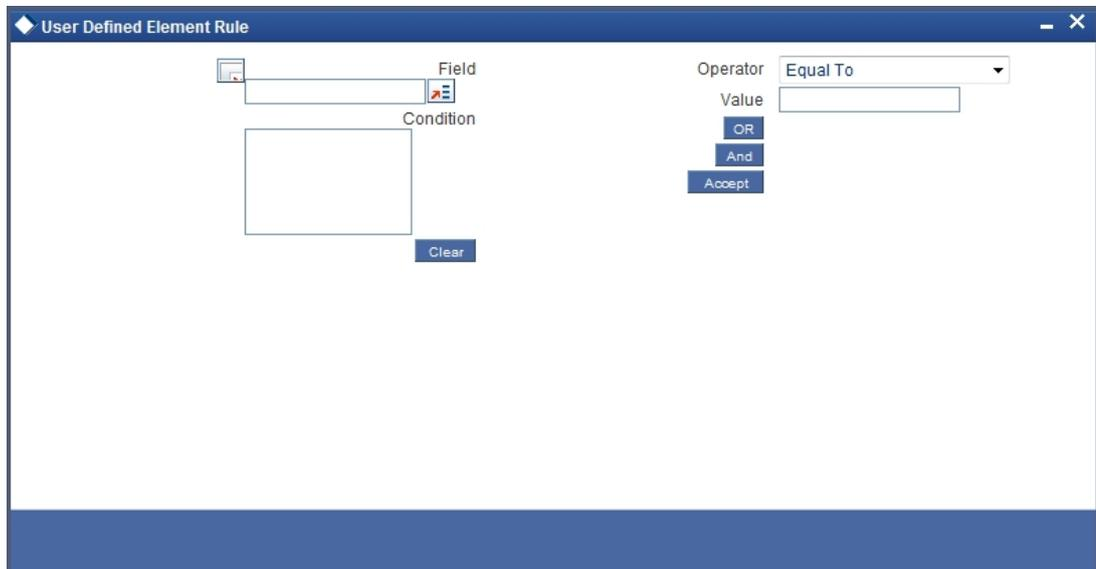 User Defined Element Rule
Field
Condition
Clear
Operator Equal To
Value
OR
And
Accept